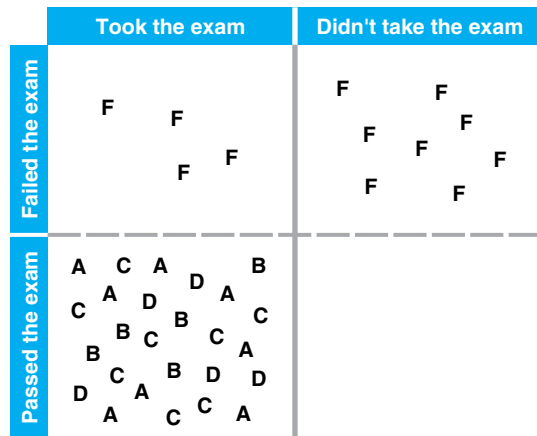 Took the exam Didn't take the exam
Failed the exam
F F F
F F F
F F
F F F
F
Passed the exam
A C A D B
A D A
C B C
B C C
B A
C B D D
D A
A C C A